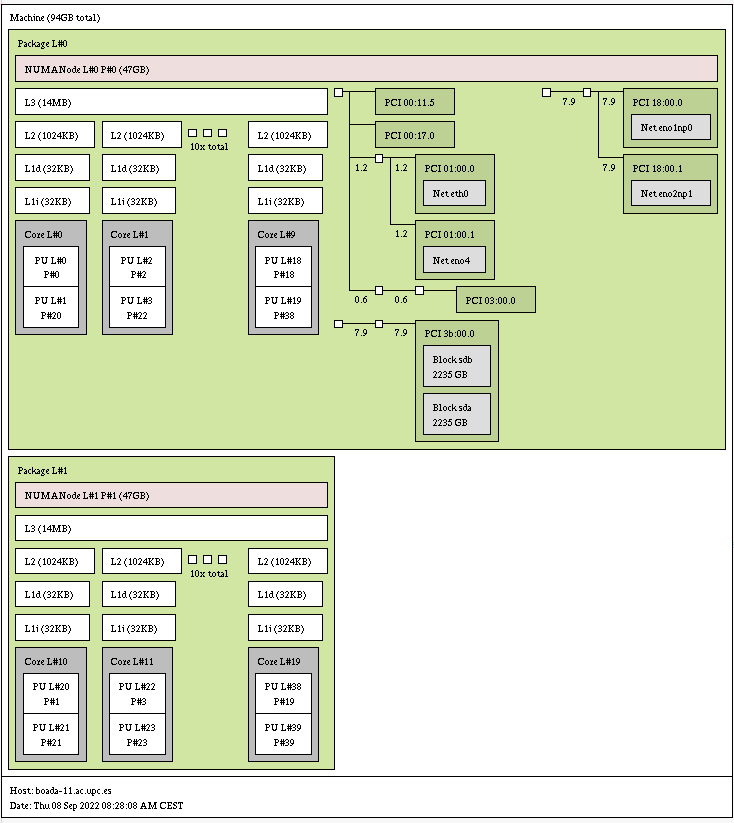 Machine (94GB total)
Package L#0
NUMANode L#0 P#0 (47GB)
L3 (14MB)
L2 (1024KB)
L2 (1024KB)
10x total
L2 (1024KB)
L1d (32KB)
L1d (32KB)
L1d (32KB)
L1i (32KB)
L1i (32KB)
L1i (32KB)
Core L#0
PU L#0
P#0
PU L#1
P#20
Core L#1
PU L#2
P#2
PU L#3
P#22
Core L#9
PU L#18
P#18
PU L#19
P#38
PCI 00:11.5
PCI 00:17.0
1.2
1.2
PCI 01:00.0
Net eth0
1.2
PCI 01:00.1
Net eno4
0.6
0.6
PCI 03:00.0
7.9
7.9
PCI 3b:00.0
Block sdb
2235 GB
Block sda
2235 GB
7.9
7.9
PCI 18:00.0
Net eno1np0
7.9
PCI 18:00.1
Net eno2np1
Package L#1
NUMANode L#1 P#1 (47GB)
L3 (14MB)
L2 (1024KB)
L2 (1024KB)
10x total
L2 (1024KB)
L1d (32KB)
L1d (32KB)
L1d (32KB)
L1i (32KB)
L1i (32KB)
L1i (32KB)
Core L#10
PU L#20
P#1
PU L#21
P#21
Core L#11
PU L#22
P#3
PU L#23
P#23
Core L#19
PU L#38
P#19
PU L#39
P#39
Host: boada-11.ac.upc.es
Date: Thu 08 Sep 2022 08:28:08 AM CEST